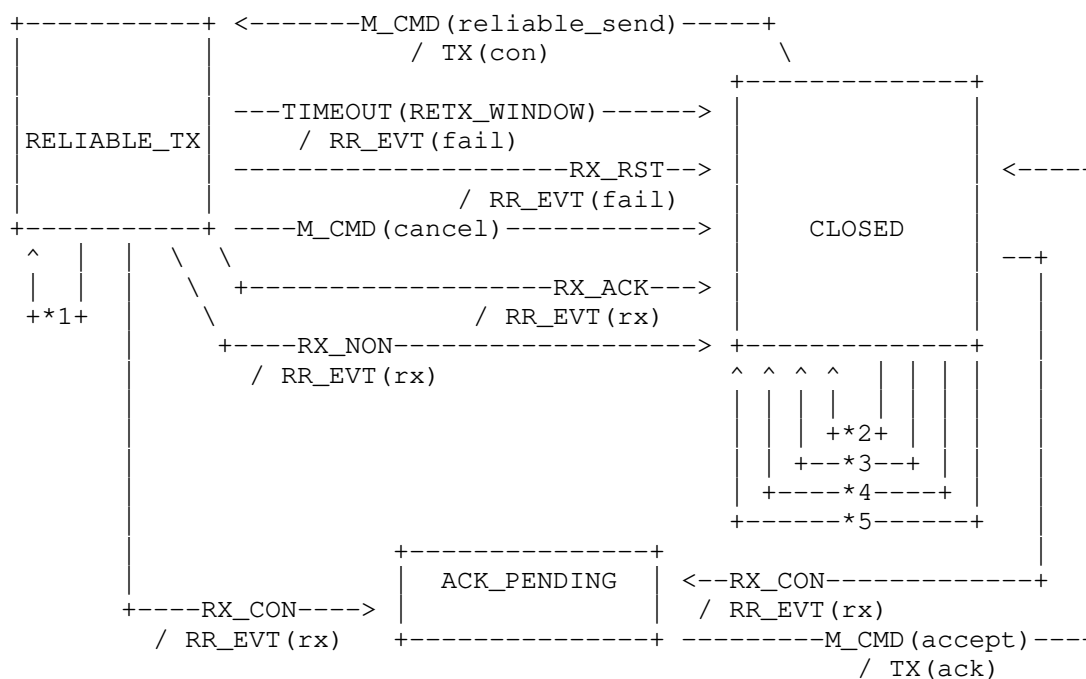 M_CMD(reliable_send)
/ TX(con)
TIMEOUT(RETX_WINDOW)
RELIABLE_TX
/ RR_EVT(fail)
RX_RST
/ RR_EVT(fail)
M_CMD(cancel)
CLOSED
RX_ACK
*1
/ RR_EVT(rx)
RX_NON
/ RR_EVT(rx)
*2
*3
*4
*5
ACK_PENDING
RX_CON
RX_CON
/ RR_EVT(rx)
/ RR_EVT(rx)
M_CMD(accept)
/ TX(ack)